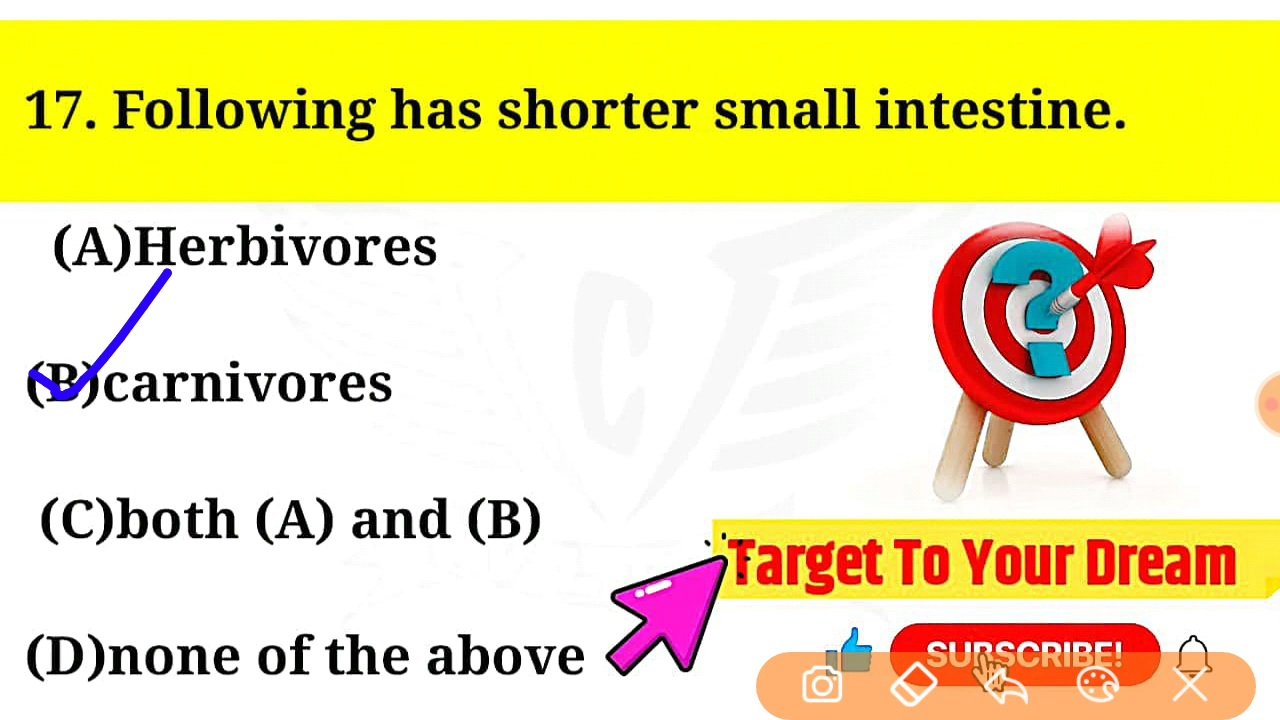 17. Following has shorter small intestine.
(A)Herbivores
(B)carnivores
(C)both (A) and (B)
(D)none of the above
Target To Your Dream
SUBSCRIBE!